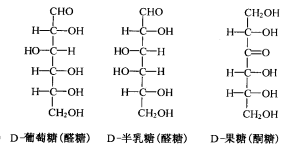 CHO CHO CH₂OH
H OH H OH H OH
HO H HO H O
H OH HO H H OH
H OH H OH H OH
CH₂OH CH₂OH CH₂OH
D-葡萄糖(醛糖) D-半乳糖(醛糖) D-果糖(酮糖)